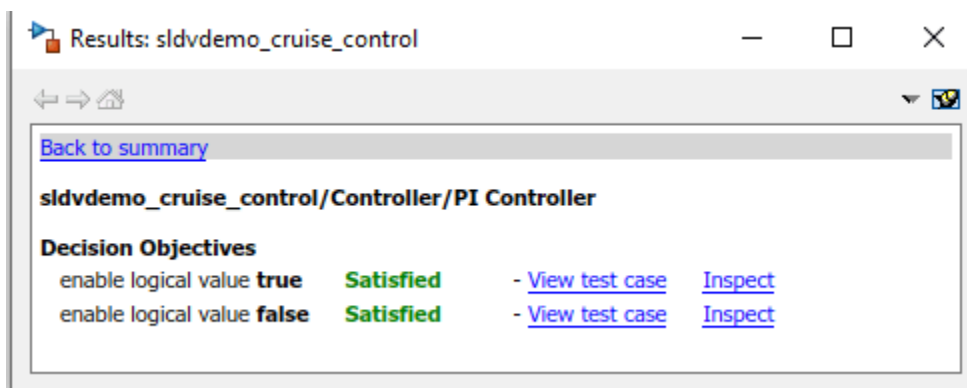 Results: sldvdemo_cruise_control
Back to summary
sldvdemo_cruise_control/Controller/PI Controller
Decision Objectives
enable logical value true Satisfied - View test case Inspect
enable logical value false Satisfied - View test case Inspect